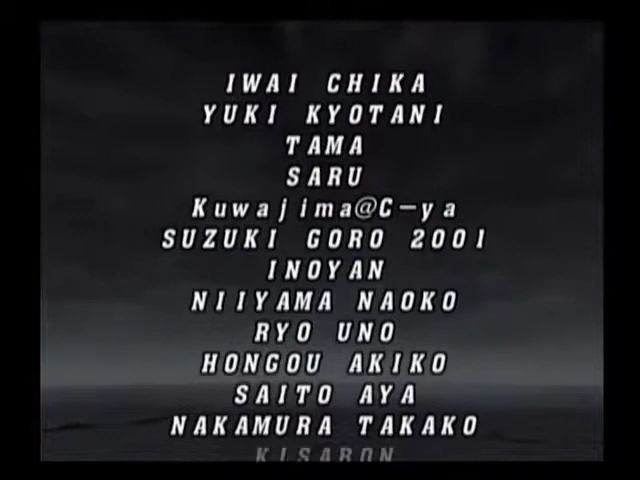 IWAI CHIKA
YUKI KYOTANI
TAMA
SARU
Kuwajima@C-ya
SUZUKI GORO 2001
INOYAN
NIIYAMA NAOKO
RYO UNO
HONGOU AKIKO
SAITO AYA
NAKAMURA TAKAKO
KISABON